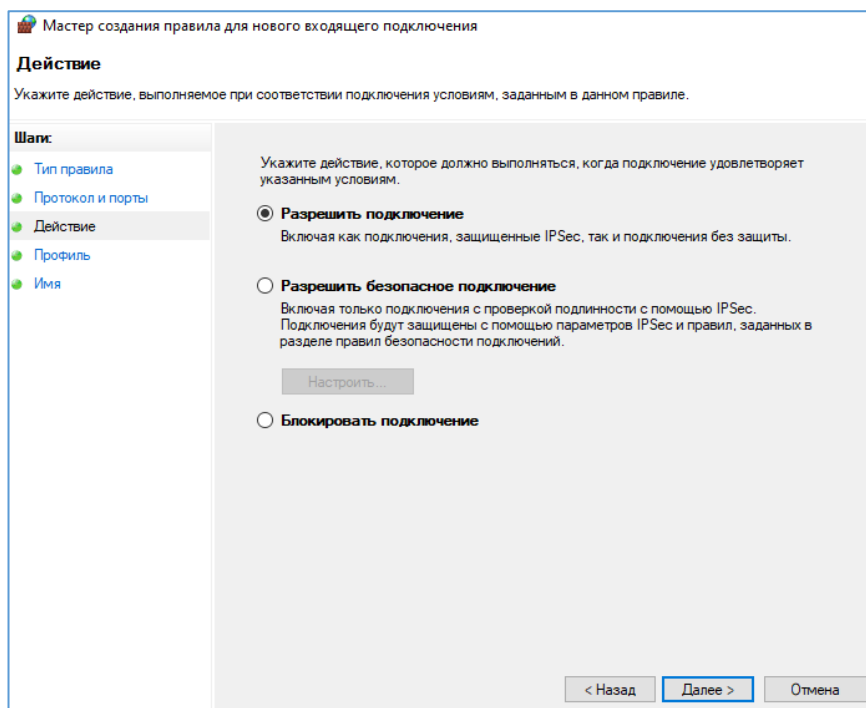 Мастер создания правила для нового входящего подключения
Действие
Укажите действие, выполняемое при соответствии подключения условиям, заданным в данном правиле.
Шаги:
Тип правила
Протокол и порты
Действие
Профиль
Имя
Укажите действие, которое должно выполняться, когда подключение удовлетворяет
указанным условиям.
Разрешить подключение
Включая как подключения, защищенные IPSec, так и подключения без защиты.
Разрешить безопасное подключение
Включая только подключения с проверкой подлинности с помощью IPSec.
Подключения будут защищены с помощью параметров IPSec и правил, заданных в
разделе правил безопасности подключений.
Настроить...
Блокировать подключение
< Назад
Далее >
Отмена